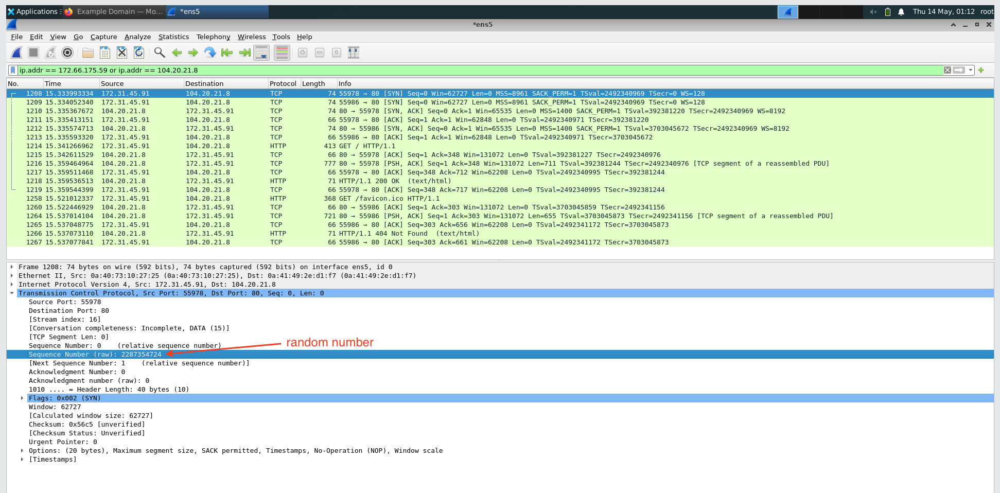 Applications Example Domain — Mo... *ens5 Thu 14 May, 01:12 root
*ens5
File Edit View Go Capture Analyze Statistics Telephony Wireless Tools Help
ip.addr == 172.66.175.59 or ip.addr == 104.20.21.8
No. Time Source Destination Protocol Length Info
1208 15.333993334 172.31.45.91 104.20.21.8 TCP 74 55978 → 80 [SYN] Seq=0 Win=62727 Len=0 MSS=8961 SACK_PERM=1 TSval=2492340969 TSecr=0 WS=128
1209 15.334052340 172.31.45.91 104.20.21.8 TCP 74 55986 → 80 [SYN] Seq=0 Win=62727 Len=0 MSS=8961 SACK_PERM=1 TSval=2492340969 TSecr=0 WS=128
1210 15.335367672 104.20.21.8 172.31.45.91 TCP 74 80 → 55978 [SYN, ACK] Seq=0 Ack=1 Win=65535 Len=0 MSS=1400 SACK_PERM=1 TSval=392381220 TSecr=2492340969 WS=8192
1211 15.335413151 172.31.45.91 104.20.21.8 TCP 66 55978 → 80 [ACK] Seq=1 Ack=1 Win=62848 Len=0 TSval=2492340971 TSecr=392381220
1212 15.335574713 104.20.21.8 172.31.45.91 TCP 74 80 → 55986 [SYN, ACK] Seq=0 Ack=1 Win=65535 Len=0 MSS=1400 SACK_PERM=1 TSval=3703045672 TSecr=2492340969 WS=8192
1213 15.335593320 172.31.45.91 104.20.21.8 TCP 66 55986 → 80 [ACK] Seq=1 Ack=1 Win=62848 Len=0 TSval=2492340971 TSecr=3703045672
1214 15.341266962 172.31.45.91 104.20.21.8 HTTP 413 GET / HTTP/1.1
1215 15.342611529 104.20.21.8 172.31.45.91 TCP 66 80 → 55978 [ACK] Seq=1 Ack=348 Win=131072 Len=0 TSval=392381227 TSecr=2492340976
1216 15.359464964 104.20.21.8 172.31.45.91 TCP 777 80 → 55978 [PSH, ACK] Seq=1 Ack=348 Win=131072 Len=711 TSval=392381244 TSecr=2492340976 [TCP segment of a reassembled PDU]
1217 15.359511468 172.31.45.91 104.20.21.8 TCP 66 55978 → 80 [ACK] Seq=348 Ack=712 Win=62208 Len=0 TSval=2492340995 TSecr=392381244
1218 15.359536513 104.20.21.8 172.31.45.91 HTTP 71 HTTP/1.1 200 OK (text/html)
1219 15.359544399 172.31.45.91 104.20.21.8 TCP 66 55978 → 80 [ACK] Seq=348 Ack=717 Win=62208 Len=0 TSval=2492340995 TSecr=392381244
1258 15.521012337 172.31.45.91 104.20.21.8 HTTP 368 GET /favicon.ico HTTP/1.1
1260 15.522446929 104.20.21.8 172.31.45.91 TCP 66 80 → 55986 [ACK] Seq=1 Ack=303 Win=131072 Len=0 TSval=3703045859 TSecr=2492341156
1264 15.537014104 104.20.21.8 172.31.45.91 TCP 721 80 → 55986 [PSH, ACK] Seq=1 Ack=303 Win=131072 Len=655 TSval=3703045873 TSecr=2492341156 [TCP segment of a reassembled PDU]
1265 15.537048775 172.31.45.91 104.20.21.8 TCP 66 55986 → 80 [ACK] Seq=303 Ack=656 Win=62208 Len=0 TSval=2492341172 TSecr=3703045873
1266 15.537073110 104.20.21.8 172.31.45.91 HTTP 71 HTTP/1.1 404 Not Found (text/html)
1267 15.537077841 172.31.45.91 104.20.21.8 TCP 66 55986 → 80 [ACK] Seq=303 Ack=661 Win=62208 Len=0 TSval=2492341172 TSecr=3703045873
Frame 1208: 74 bytes on wire (592 bits), 74 bytes captured (592 bits) on interface ens5, id 0
Ethernet II, Src: 0a:40:73:10:27:25 (0a:40:73:10:27:25), Dst: 0a:41:49:2e:d1:f7 (0a:41:49:2e:d1:f7)
Internet Protocol Version 4, Src: 172.31.45.91, Dst: 104.20.21.8
Transmission Control Protocol, Src Port: 55978, Dst Port: 80, Seq: 0, Len: 0
Source Port: 55978
Destination Port: 80
[Stream index: 16]
[Conversation completeness: Incomplete, DATA (15)]
[TCP Segment Len: 0]
Sequence Number: 0 (relative sequence number)
random number
Sequence Number (raw): 2287354724
[Next Sequence Number: 1 (relative sequence number)]
Acknowledgment Number: 0
Acknowledgment number (raw): 0
1010 .... = Header Length: 40 bytes (10)
Flags: 0x002 (SYN)
Window: 62727
[Calculated window size: 62727]
Checksum: 0x56c5 [unverified]
[Checksum Status: Unverified]
Urgent Pointer: 0
Options: (20 bytes), Maximum segment size, SACK permitted, Timestamps, No-Operation (NOP), Window scale
[Timestamps]